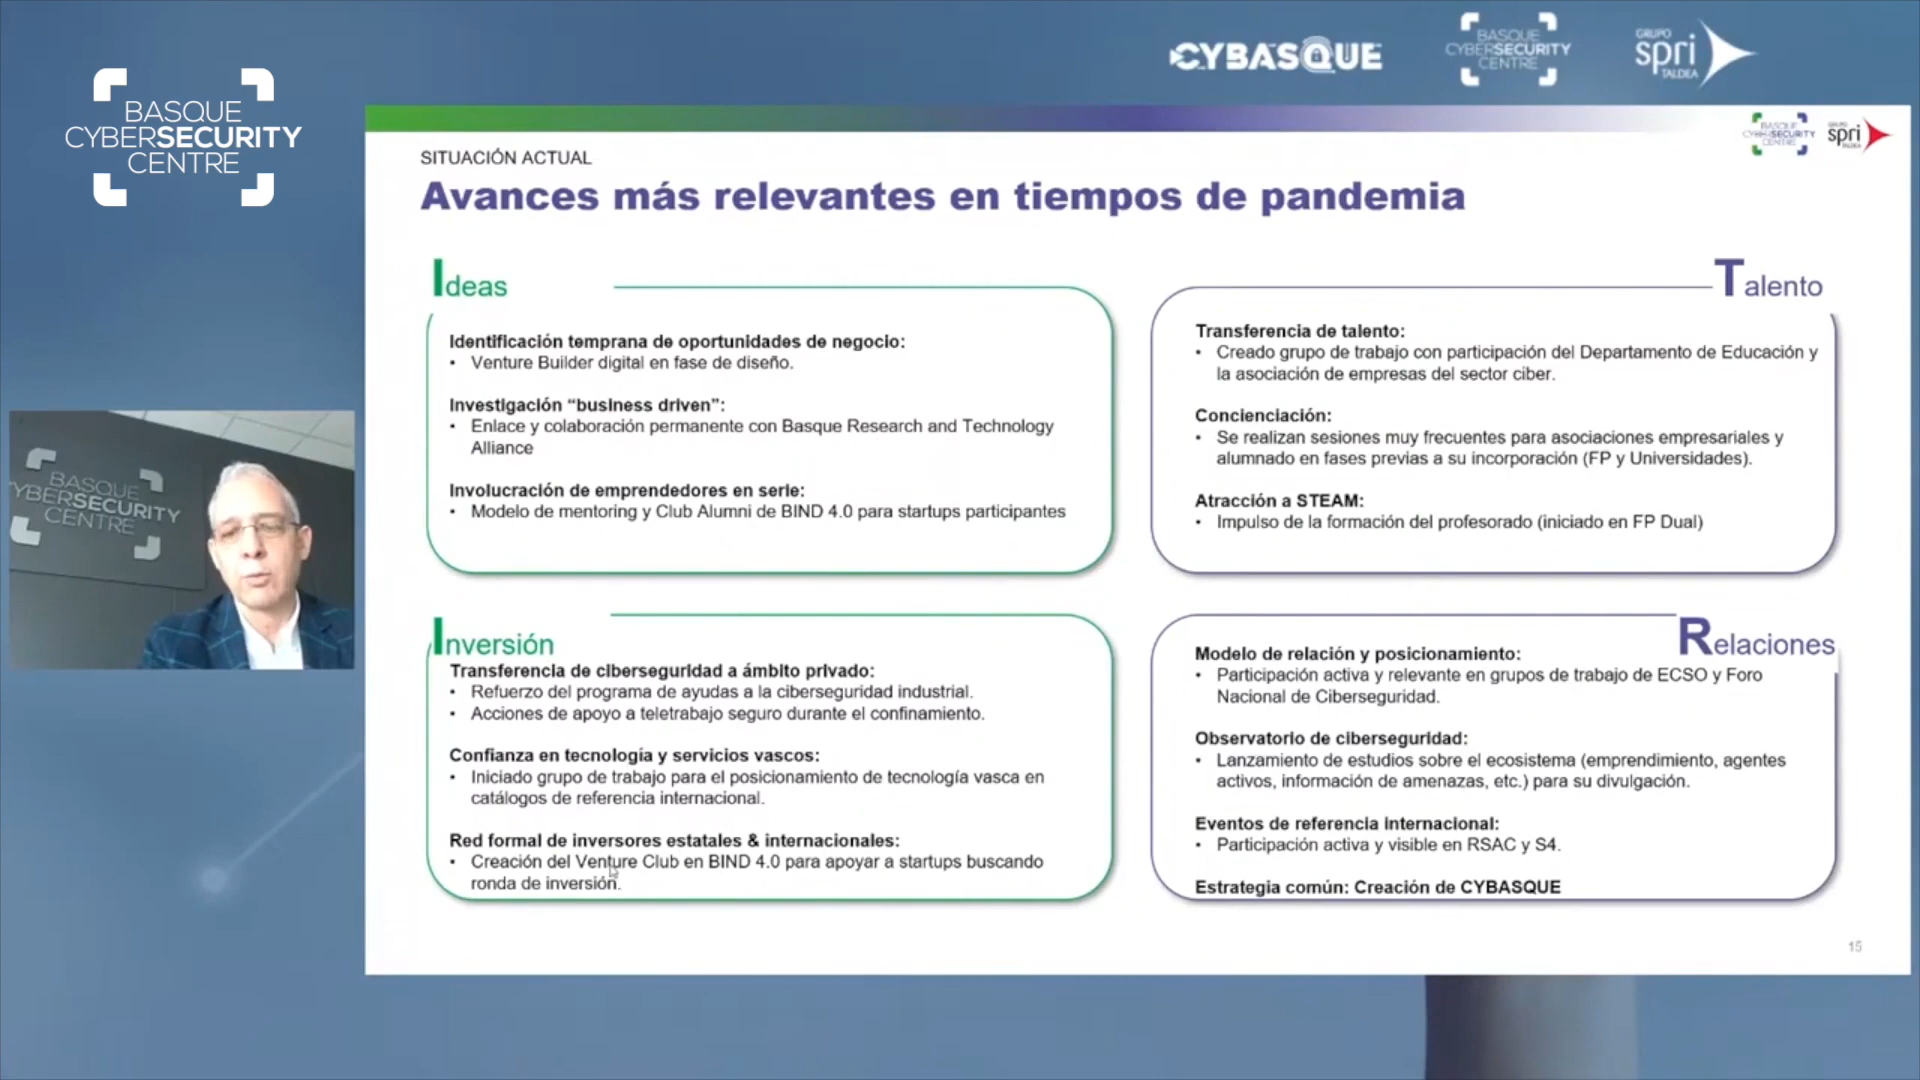 CYBASQUE
BASQUE
CYBERSECURITY
CENTRE
GRUPO
spri
TALDEA
BASQUE
CYBERSECURITY
CENTRE
BASQUE
CYBERSECURITY
CENTRE
GRUPO
spri
TALDEA
SITUACIÓN ACTUAL
Avances más relevantes en tiempos de pandemia
Ideas
Identificación temprana de oportunidades de negocio:
• Venture Builder digital en fase de diseño.
Investigación “business driven”:
• Enlace y colaboración permanente con Basque Research and Technology
Alliance
Involucración de emprendedores en serie:
• Modelo de mentoring y Club Alumni de BIND 4.0 para startups participantes
Talento
Transferencia de talento:
• Creado grupo de trabajo con participación del Departamento de Educación y
la asociación de empresas del sector ciber.
Concienciación:
• Se realizan sesiones muy frecuentes para asociaciones empresariales y
alumnado en fases previas a su incorporación (FP y Universidades).
Atracción a STEAM:
• Impulso de la formación del profesorado (iniciado en FP Dual)
BASQUE
CYBERSECURITY
CENTRE
Inversión
Transferencia de ciberseguridad a ámbito privado:
• Refuerzo del programa de ayudas a la ciberseguridad industrial.
• Acciones de apoyo a teletrabajo seguro durante el confinamiento.
Confianza en tecnología y servicios vascos:
• Iniciado grupo de trabajo para el posicionamiento de tecnología vasca en
catálogos de referencia internacional.
Red formal de inversores estatales & internacionales:
• Creación del Venture Club en BIND 4.0 para apoyar a startups buscando
ronda de inversión.
Relaciones
Modelo de relación y posicionamiento:
• Participación activa y relevante en grupos de trabajo de ECSO y Foro
Nacional de Ciberseguridad.
Observatorio de ciberseguridad:
• Lanzamiento de estudios sobre el ecosistema (emprendimiento, agentes
activos, información de amenazas, etc.) para su divulgación.
Eventos de referencia internacional:
• Participación activa y visible en RSAC y S4.
Estrategia común: Creación de CYBASQUE
15